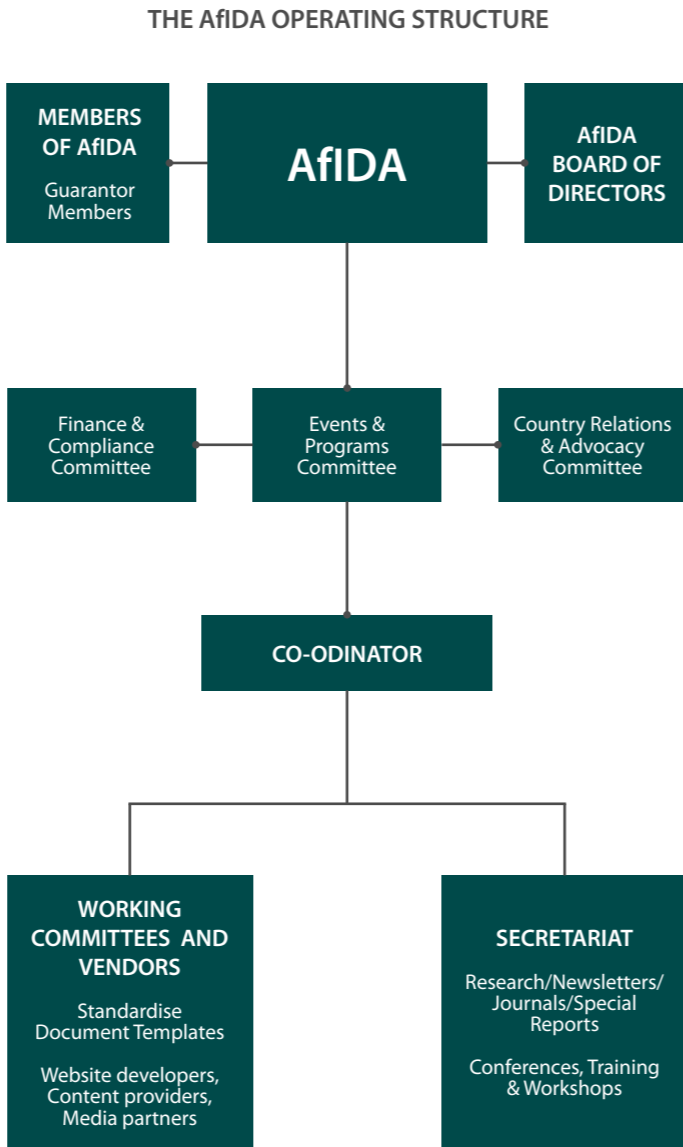 THE AfIDA OPERATING STRUCTURE
MEMBERS
OF AfIDA
Guarantor
Members
AfIDA
AfIDA
BOARD OF
DIRECTORS
Finance &
Compliance
Committee
Events &
Programs
Committee
Country Relations
& Advocacy
Committee
CO-ODINATOR
WORKING
COMMITTEES AND
VENDORS
Standardise
Document Templates
Website developers,
Content providers,
Media partners
SECRETARIAT
Research/Newsletters/
Journals/Special
Reports
Conferences, Training
& Workshops